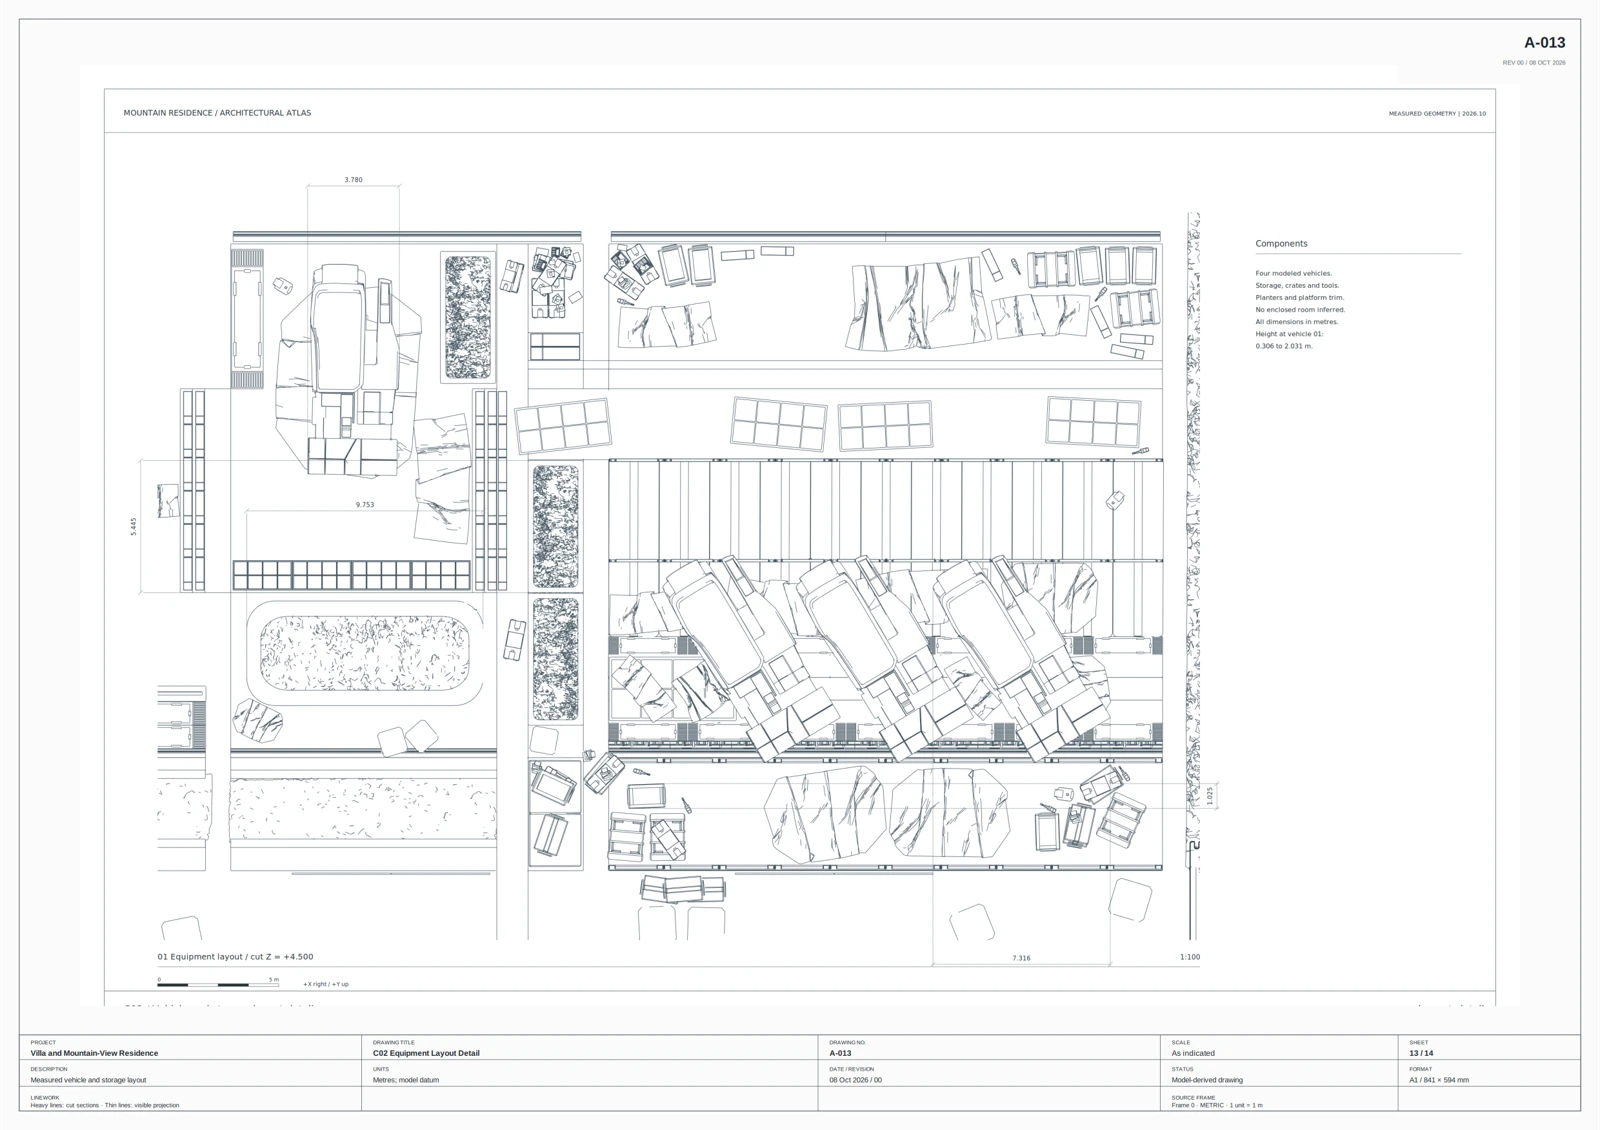 A-013
REV 00 / 08 OCT 2026
MOUNTAIN RESIDENCE / ARCHITECTURAL ATLAS
MEASURED GEOMETRY | 2026.10
3.780
Components
Four modeled vehicles.
Storage, crates and tools.
Planters and platform trim.
No enclosed room inferred.
All dimensions in metres.
Height at vehicle 01:
0.306 to 2.031 m.
9.753
5.445
1.025
7.316
01 Equipment layout / cut Z = +4.500
1:100
0
5 m
+X right / +Y up
PROJECT
Villa and Mountain-View Residence
DRAWING TITLE
C02 Equipment Layout Detail
DRAWING NO.
A-013
SCALE
As indicated
SHEET
13 / 14
DESCRIPTION
Measured vehicle and storage layout
UNITS
Metres; model datum
DATE / REVISION
08 Oct 2026 / 00
STATUS
Model-derived drawing
FORMAT
A1 / 841 × 594 mm
LINEWORK
Heavy lines: cut sections · Thin lines: visible projection
SOURCE FRAME
Frame 0 · METRIC · 1 unit = 1 m